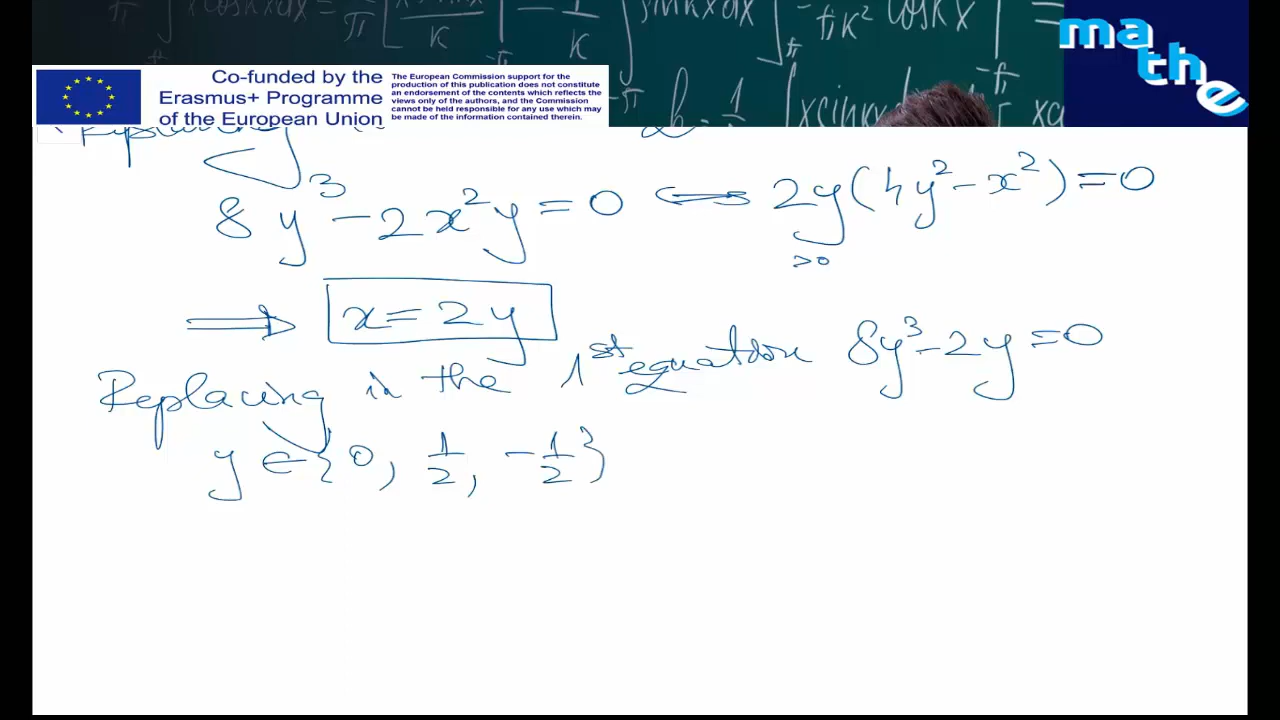 Co-funded by the
Erasmus+ Programme
of the European Union
The European Commission support for the
production of this publication does not constitute
an endorsement of the contents which reflects the
views only of the authors, and the Commission
cannot be held responsible for any use which may
be made of the information contained therein.
ma
th
e
8y³ - 2x²y = 0 ⟺ 2y(4y² - x²) = 0
>0
⟹ x = 2y
Replacing in the 1st equation 8y³ - 2y = 0
y ∈ {0, 1/2, -1/2}